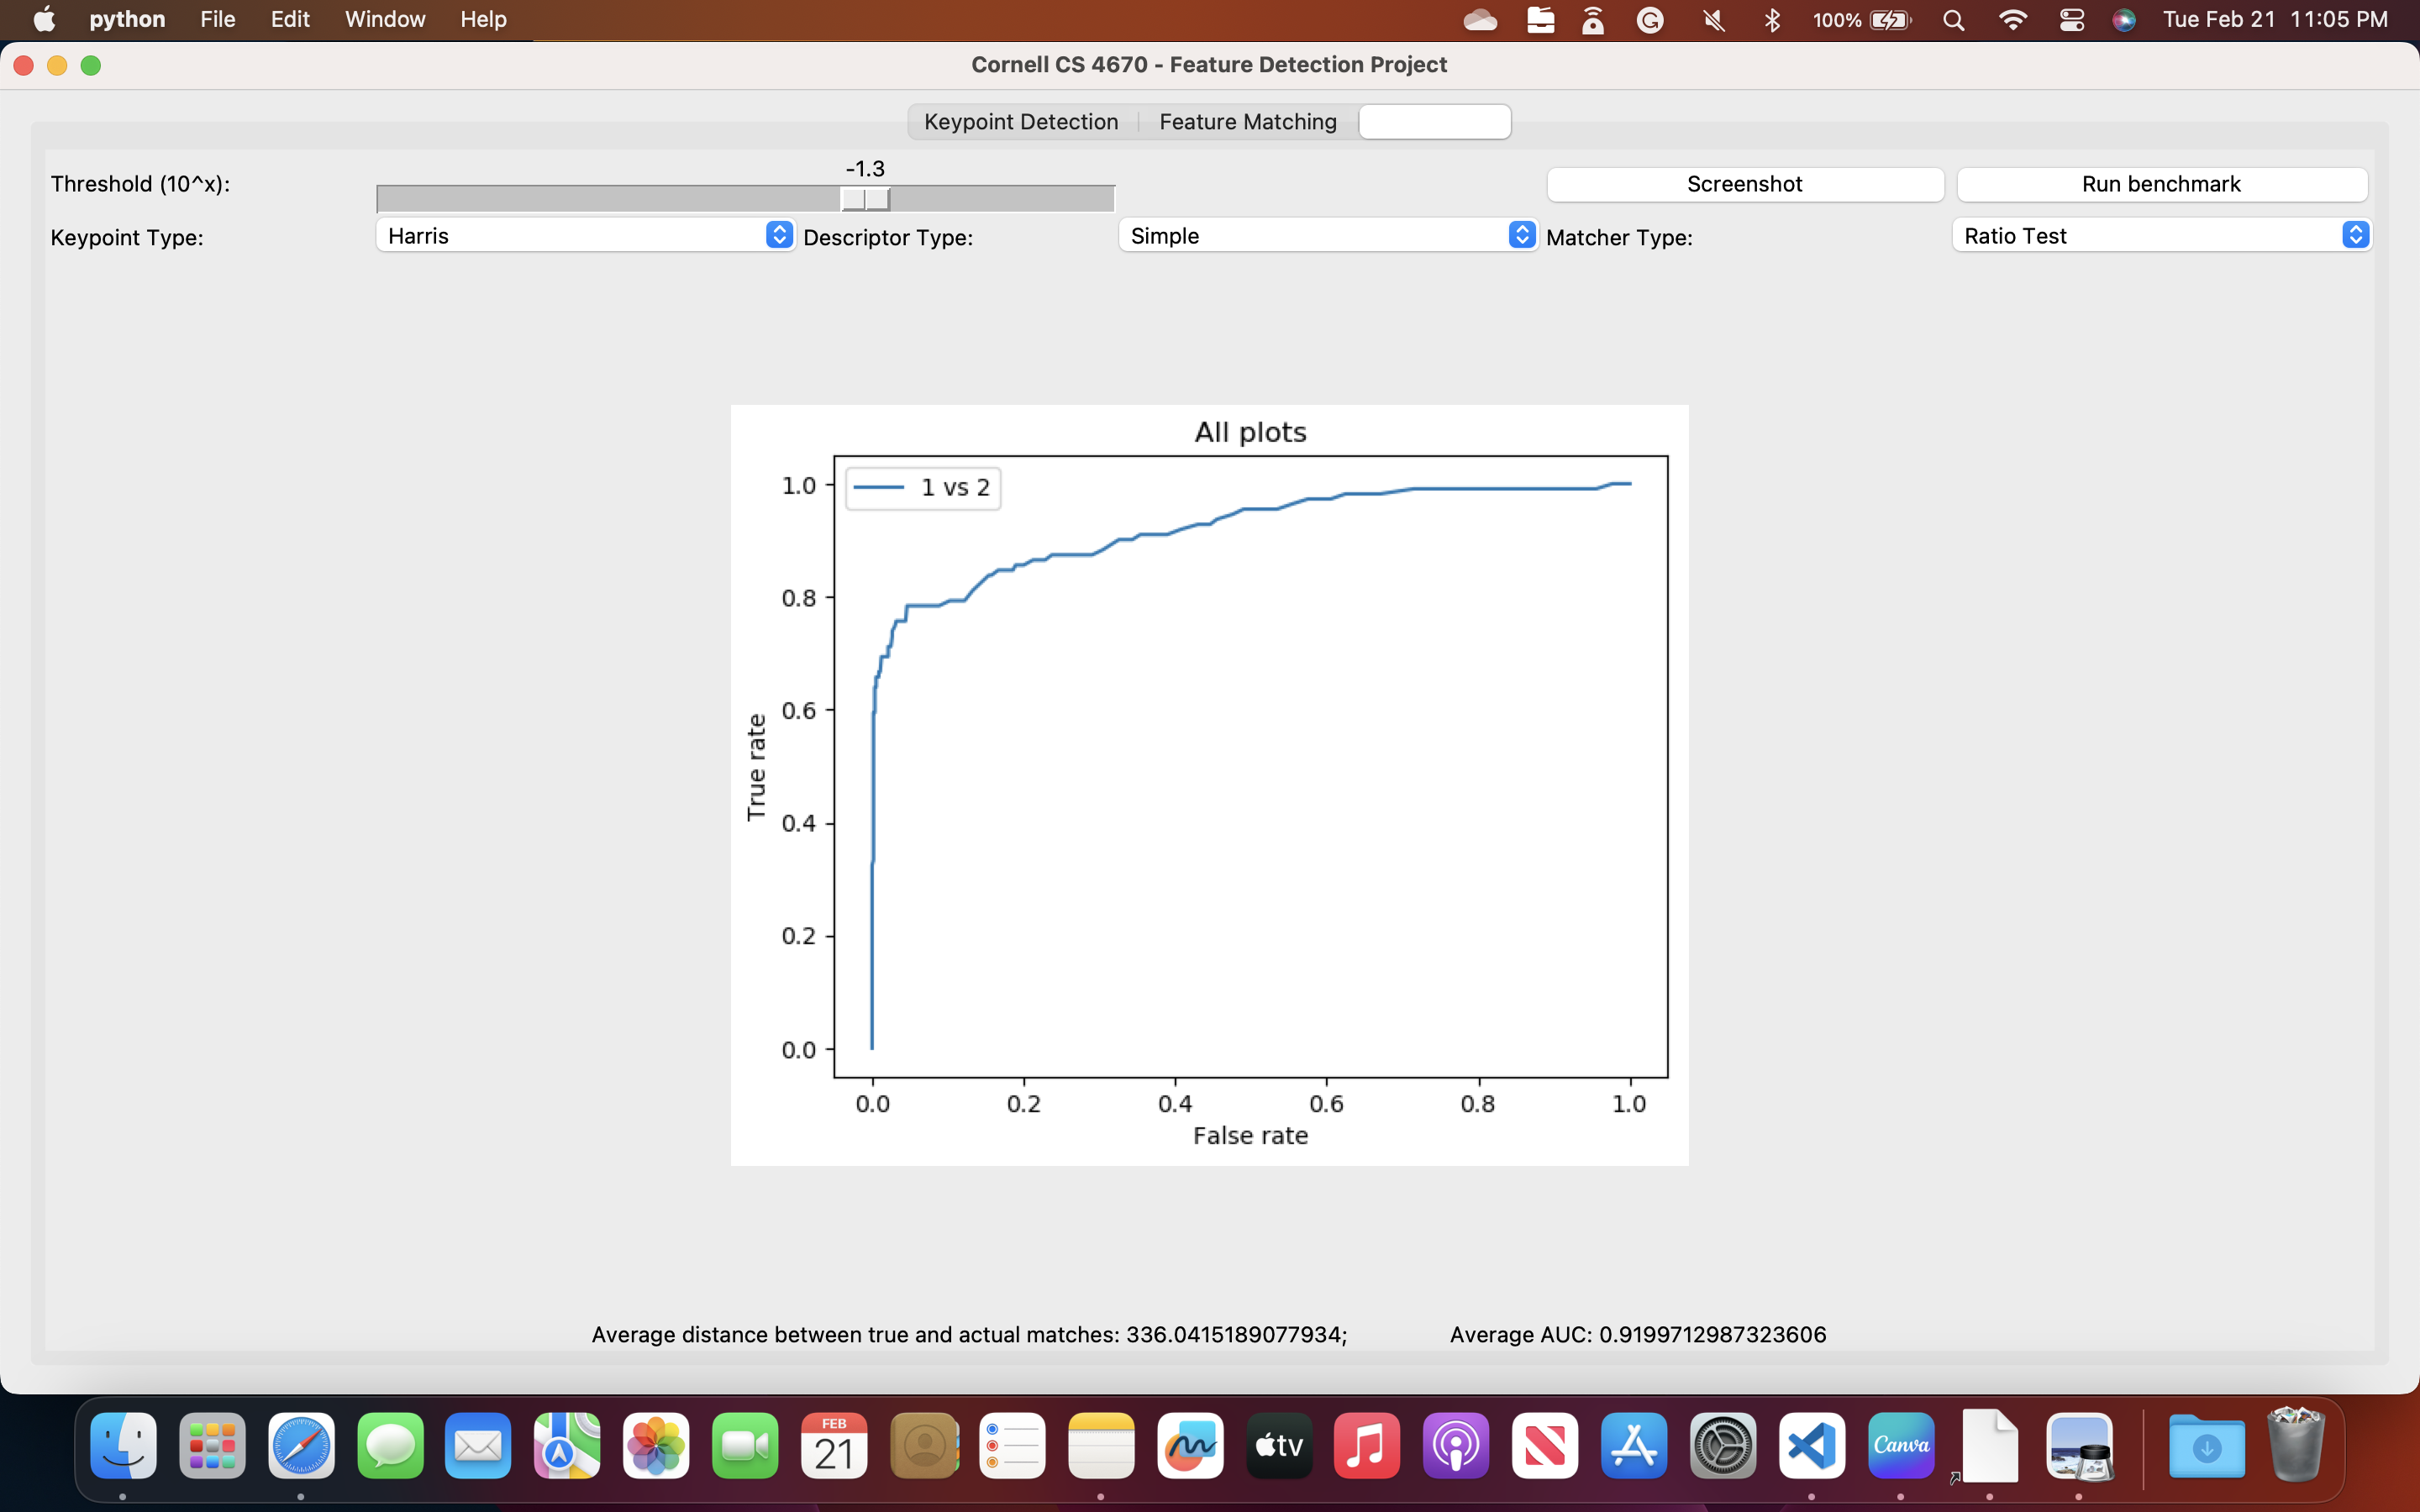 python File Edit Window Help 100% Tue Feb 21 11:05 PM
Cornell CS 4670 - Feature Detection Project
Keypoint Detection Feature Matching
-1.3
Threshold (10^x): Screenshot Run benchmark
Keypoint Type: Harris Descriptor Type: Simple Matcher Type: Ratio Test
All plots
1 vs 2
1.0
0.8
0.6
0.4
0.2
0.0
True rate
0.0 0.2 0.4 0.6 0.8 1.0
False rate
Average distance between true and actual matches: 336.0415189077934; Average AUC: 0.9199712987323606
FEB
21
tv
Canva